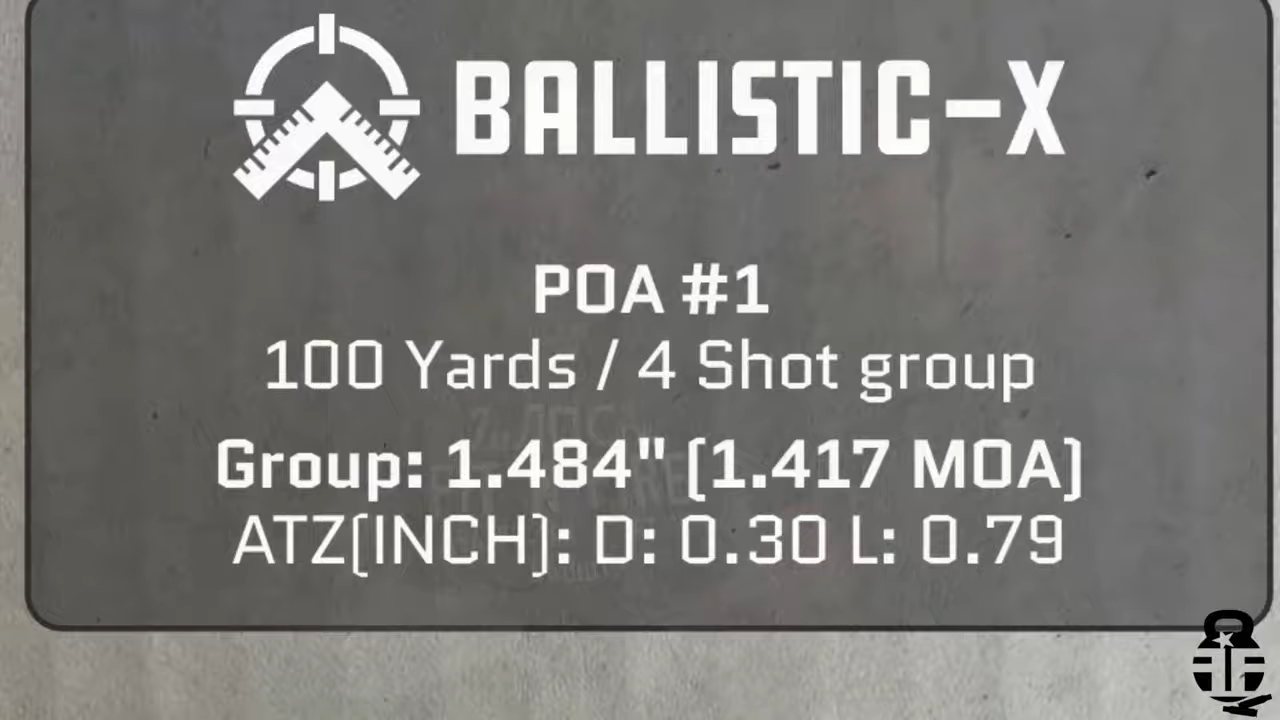 BALLISTIC-X
POA #1
100 Yards / 4 Shot group
Group: 1.484" (1.417 MOA)
ATZ(INCH): D: 0.30 L: 0.79